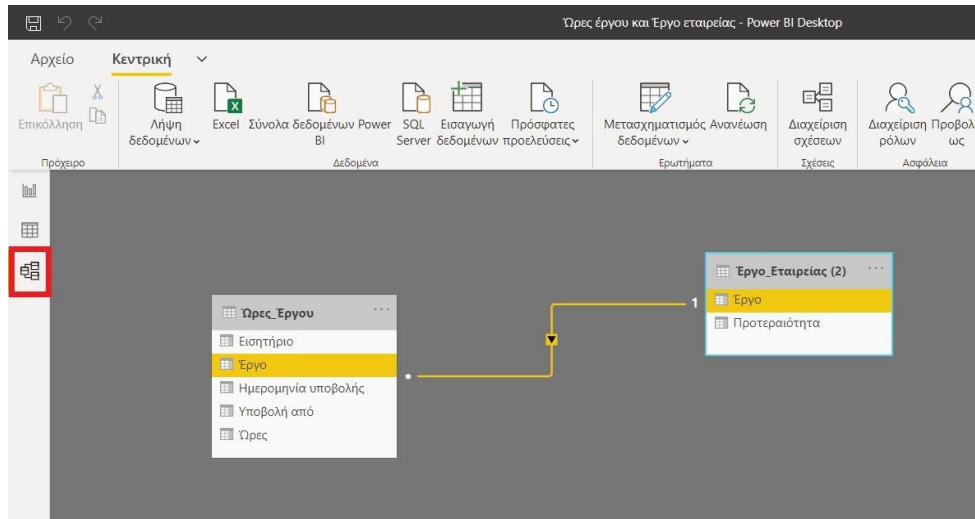 Ώρες έργου και Έργο εταιρείας - Power BI Desktop
Αρχείο Κεντρική
Επικόλληση
Λήψη δεδομένων
Excel
Σύνολα δεδομένων Power BI
SQL Server
Εισαγωγή δεδομένων
Πρόσφατες προελεύσεις
Μετασχηματισμός δεδομένων
Ανανέωση
Διαχείριση σχέσεων
Διαχείριση ρόλων
Προβολ
ως
Πρόχειρο
Δεδομένα
Ερωτήματα
Σχέσεις
Ασφάλεια
Έργο_Εταιρείας (2)
Έργο
Προτεραιότητα
1
Ώρες_Έργου
Εισητήριο
Έργο
Ημερομηνία υποβολής
Υποβολή από
Ώρες
*